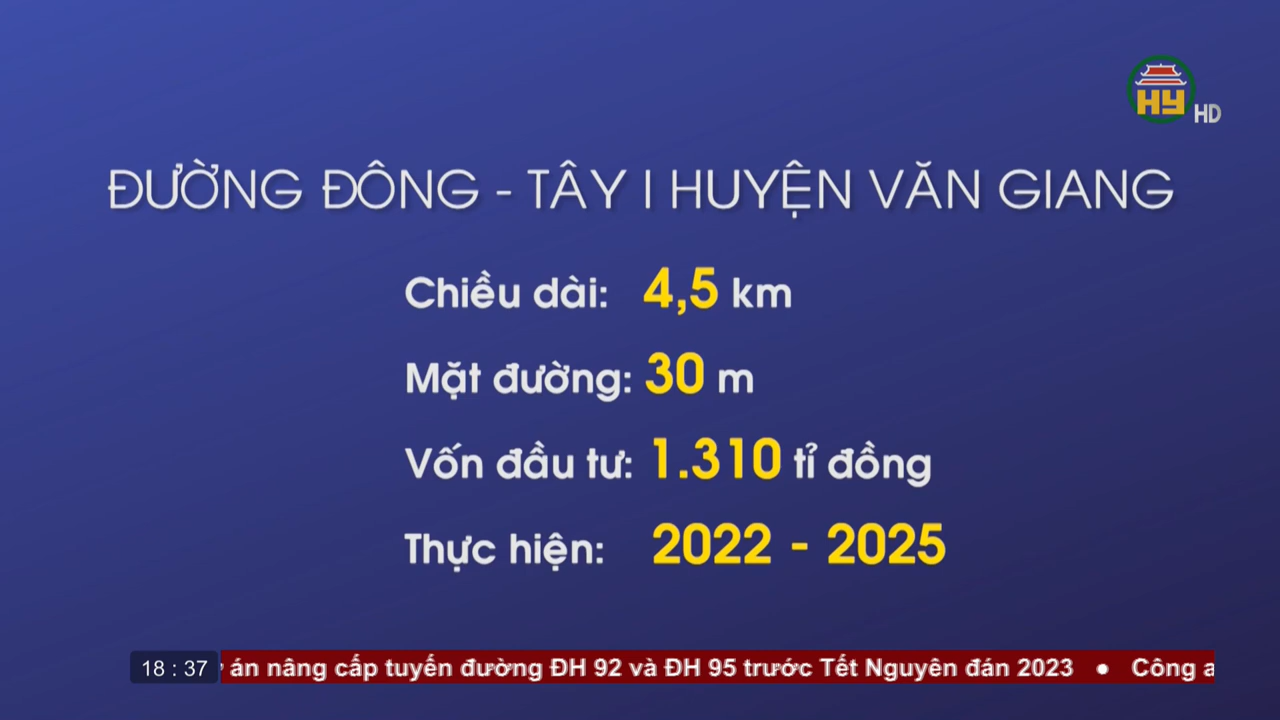 HY HD
ĐƯỜNG ĐÔNG - TÂY I HUYỆN VĂN GIANG
Chiều dài: 4,5 km
Mặt đường: 30 m
Vốn đầu tư: 1.310 tỉ đồng
Thực hiện: 2022 - 2025
18 : 37 án nâng cấp tuyến đường ĐH 92 và ĐH 95 trước Tết Nguyên đán 2023 • Công